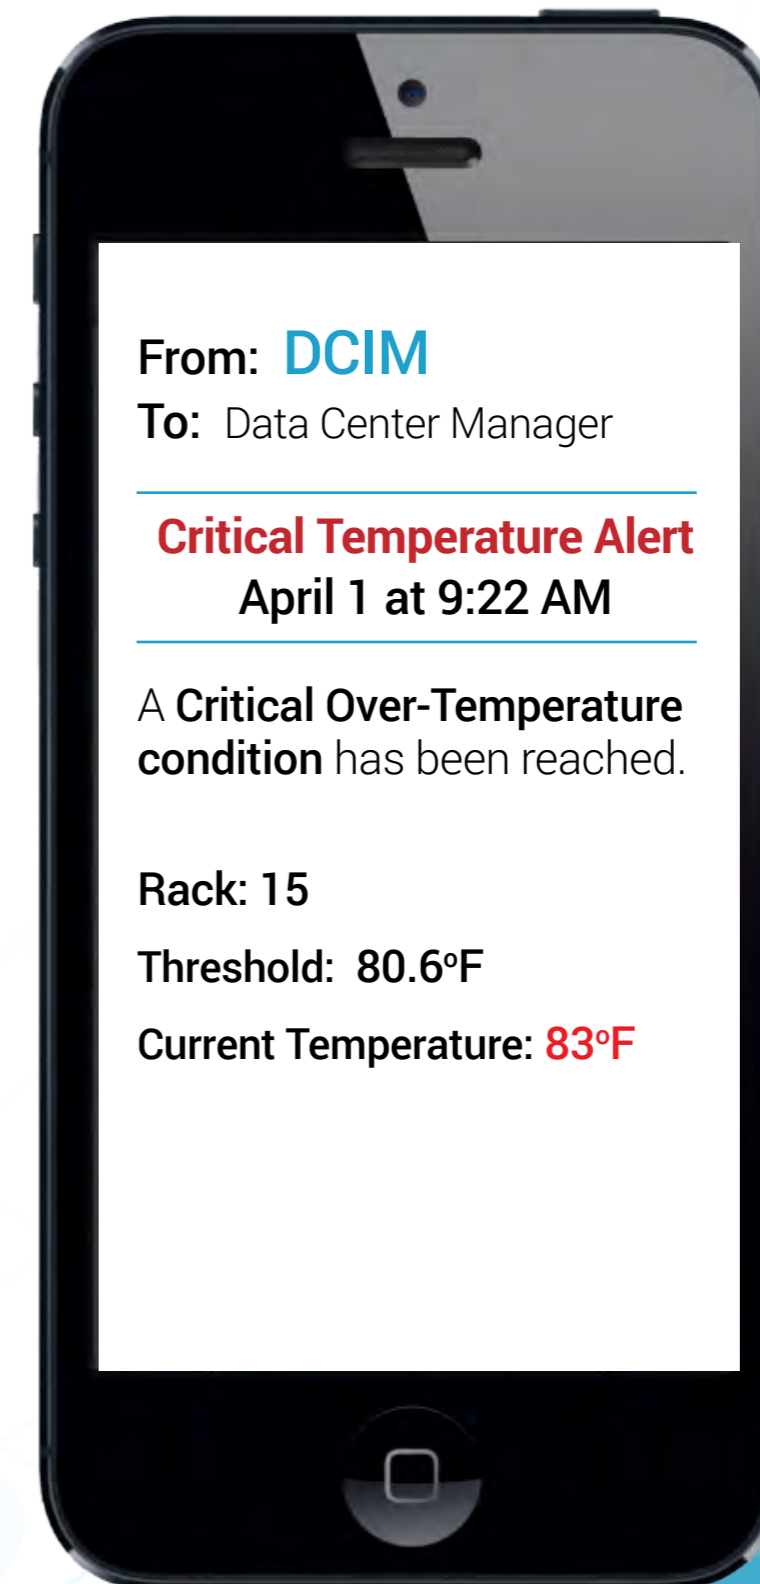 From: DCIM
To: Data Center Manager
Critical Temperature Alert
April 1 at 9:22 AM
A Critical Over-Temperature
condition has been reached.
Rack: 15
Threshold: 80.6ºF
Current Temperature: 83ºF